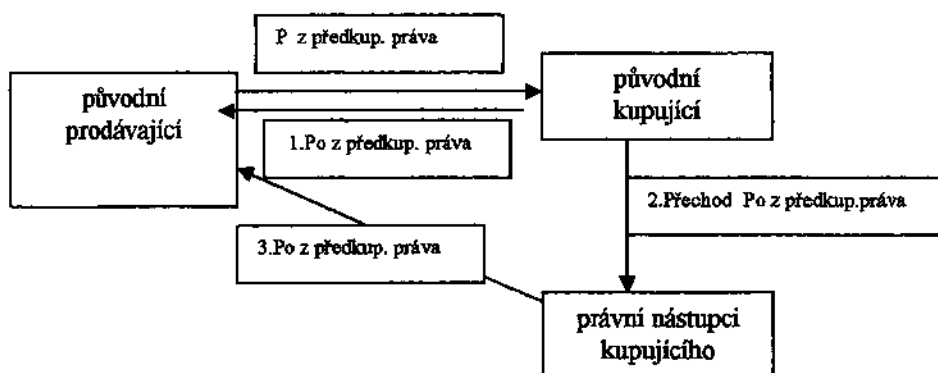 P z předkup. práva
původní
prodávající
původní
kupující
1.Po z předkup. práva
2.Přechod Po z předkup.práva
3.Po z předkup. práva
právní nástupci
kupujícího